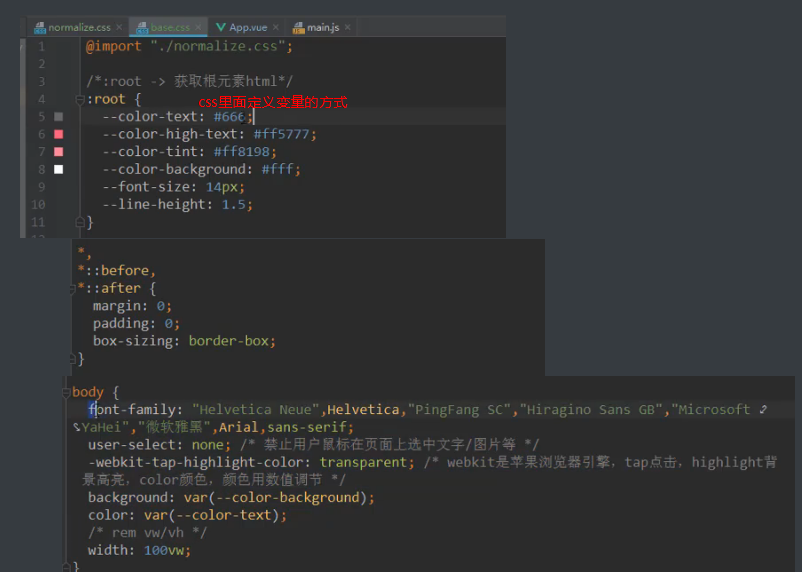 normalize.css × base.css × App.vue × main.js ×
1 @import "./normalize.css";
2
3 /*:root -> 获取根元素html*/
4 :root {
css里面定义变量的方式
5 --color-text: #666;
6 --color-high-text: #ff5777;
7 --color-tint: #ff8198;
8 --color-background: #fff;
9 --font-size: 14px;
10 --line-height: 1.5;
11 }
*,
*::before,
*::after {
margin: 0;
padding: 0;
box-sizing: border-box;
}
body {
font-family: "Helvetica Neue",Helvetica,"PingFang SC","Hiragino Sans GB","Microsoft
YaHei","微软雅黑",Arial,sans-serif;
user-select: none; /* 禁止用户鼠标在页面上选中文字/图片等 */
-webkit-tap-highlight-color: transparent; /* webkit是苹果浏览器引擎，tap点击，highlight背
景高亮，color颜色，颜色用数值调节 */
background: var(--color-background);
color: var(--color-text);
/* rem vw/vh */
width: 100vw;
}